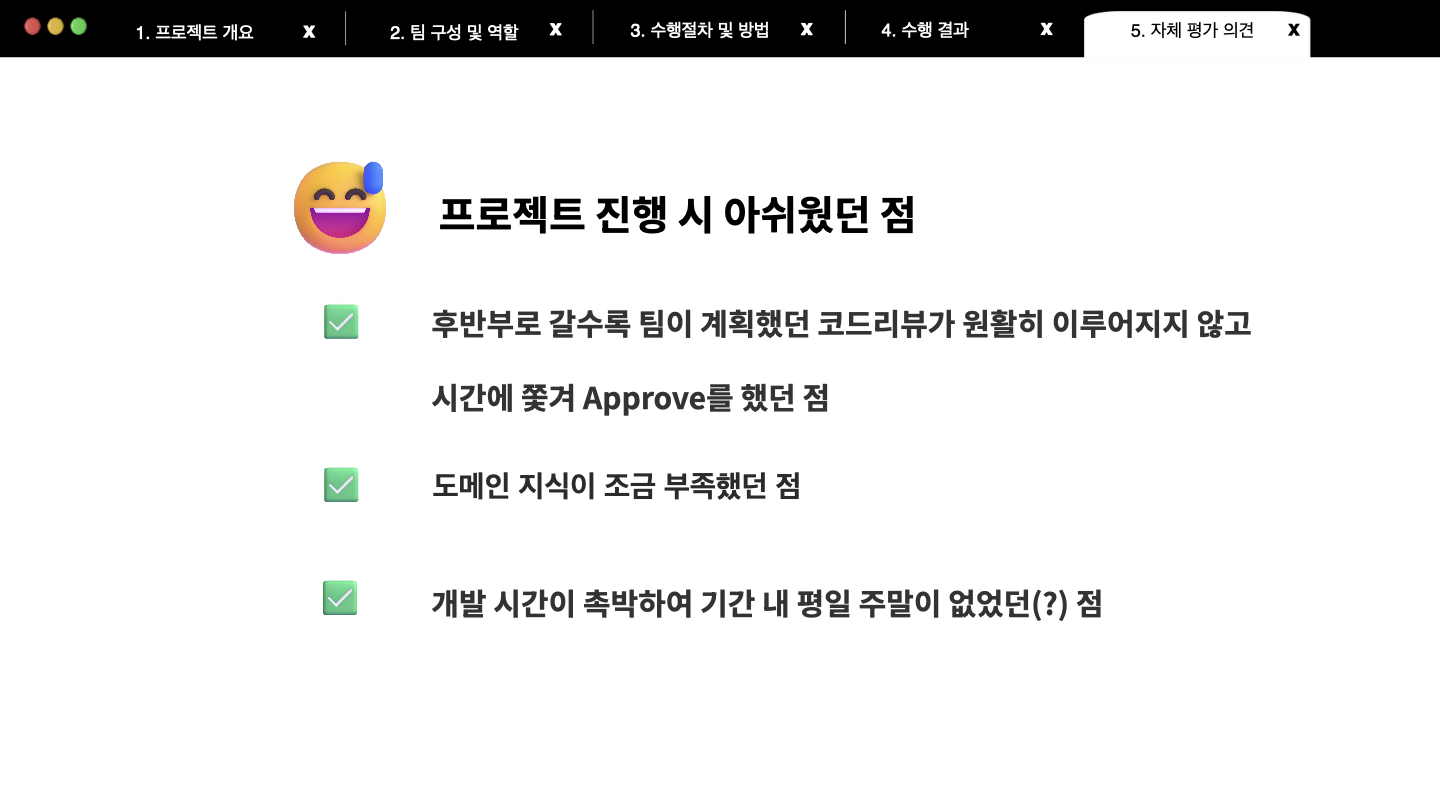 1. 프로젝트 개요 X
2. 팀 구성 및 역할 X
3. 수행절차 및 방법 X
4. 수행 결과 X
5. 자체 평가 의견 X
프로젝트 진행 시 아쉬웠던 점
후반부로 갈수록 팀이 계획했던 코드리뷰가 원활히 이루어지지 않고
시간에 쫓겨 Approve를 했던 점
도메인 지식이 조금 부족했던 점
개발 시간이 촉박하여 기간 내 평일 주말이 없었던(?) 점